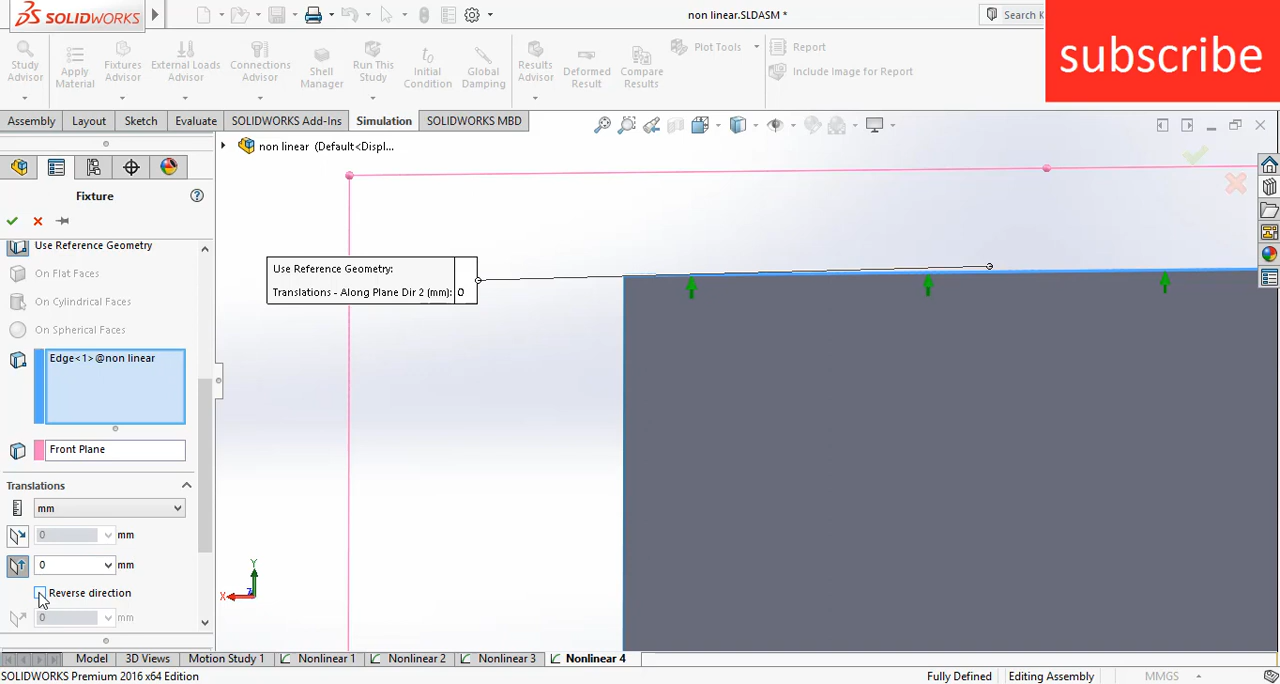 SOLIDWORKS
non linear.SLDASM *
Search K
subscribe
Study Advisor
Apply Material
Fixtures Advisor
External Loads Advisor
Connections Advisor
Shell Manager
Run This Study
Initial Condition
Global Damping
Results Advisor
Deformed Result
Compare Results
Plot Tools
Report
Include Image for Report
Assembly
Layout
Sketch
Evaluate
SOLIDWORKS Add-Ins
Simulation
SOLIDWORKS MBD
non linear (Default<Displ...
Fixture
Use Reference Geometry
On Flat Faces
On Cylindrical Faces
On Spherical Faces
Edge<1>@non linear
Front Plane
Translations
mm
0 mm
0 mm
Reverse direction
0 mm
Use Reference Geometry:
Translations - Along Plane Dir 2 (mm): 0
Y
X
Z
Model
3D Views
Motion Study 1
Nonlinear 1
Nonlinear 2
Nonlinear 3
Nonlinear 4
SOLIDWORKS Premium 2016 x64 Edition
Fully Defined
Editing Assembly
MMGS